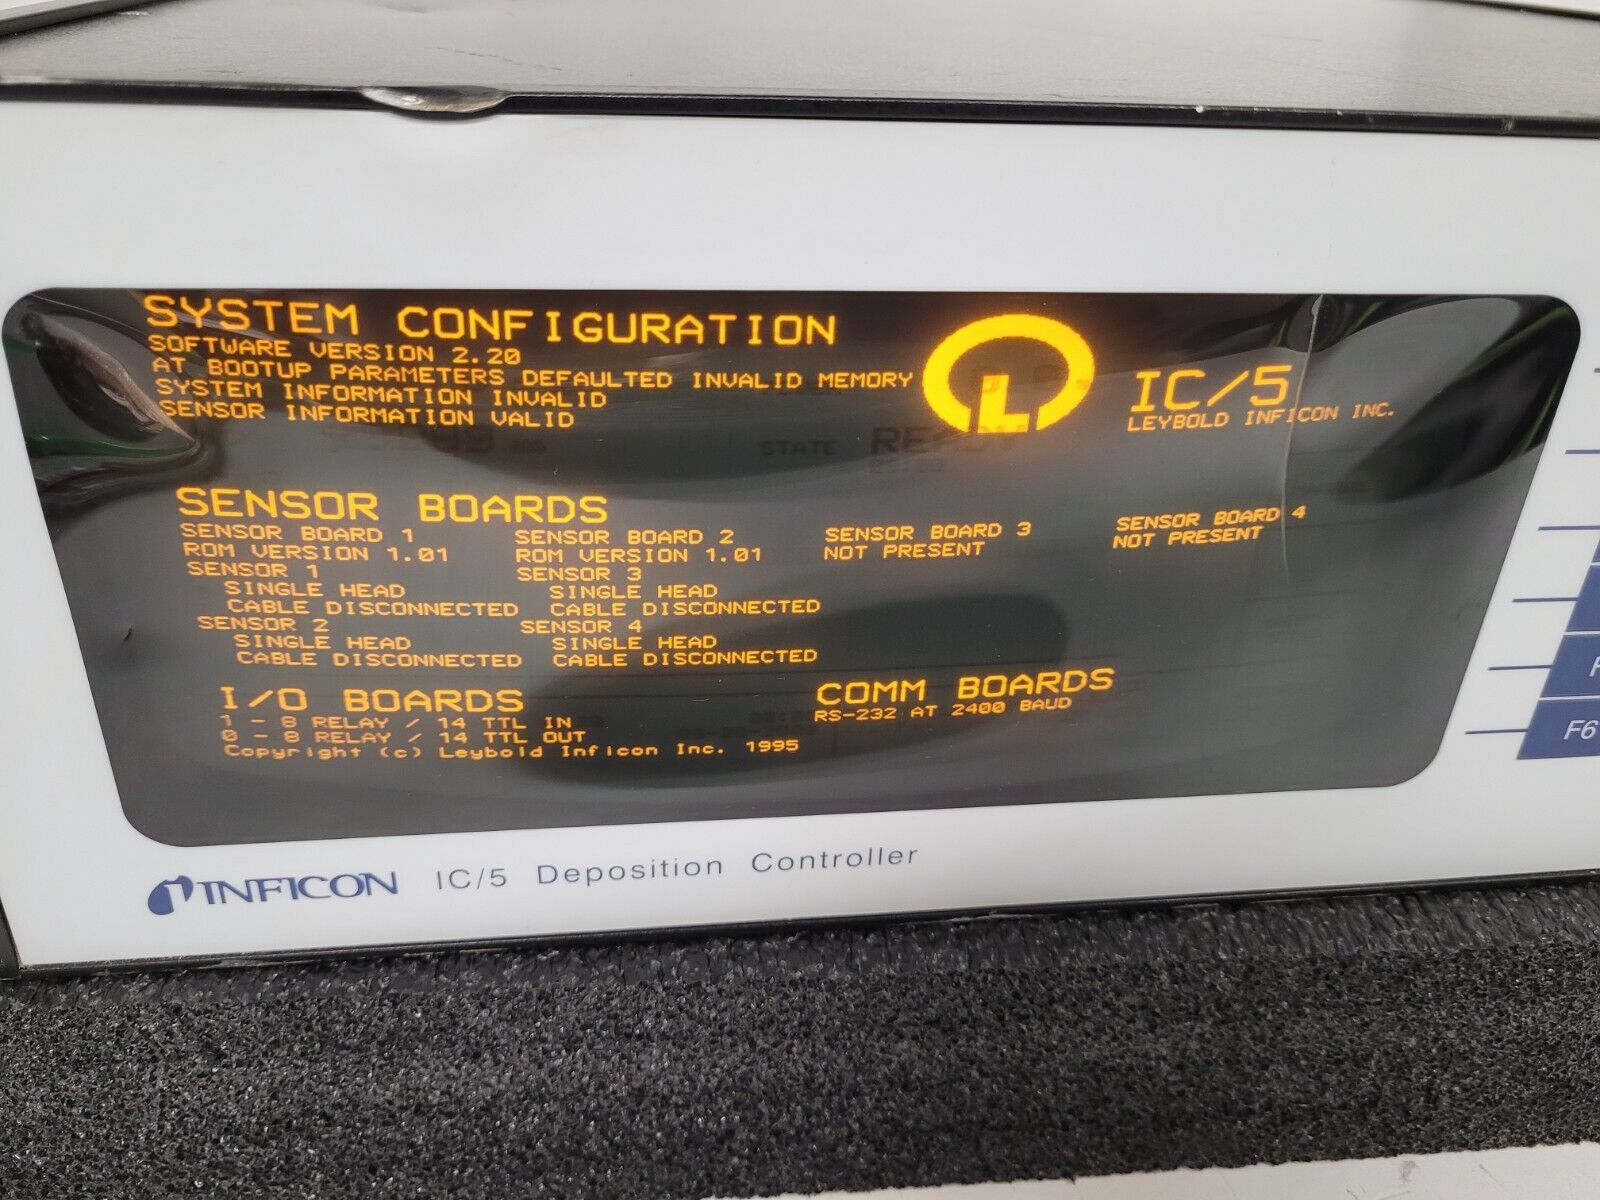 SYSTEM CONFIGURATION
SOFTWARE VERSION 2.20
AT BOOTUP PARAMETERS DEFAULTED INVALID MEMORY
SYSTEM INFORMATION INVALID
SENSOR INFORMATION VALID
L
IC/5
LEYBOLD INFICON INC.
STATE READY
SENSOR BOARDS
SENSOR BOARD 1 SENSOR BOARD 2 SENSOR BOARD 3 SENSOR BOARD 4
ROM VERSION 1.01 ROM VERSION 1.01 NOT PRESENT NOT PRESENT
SENSOR 1 SENSOR 3
SINGLE HEAD SINGLE HEAD
CABLE DISCONNECTED CABLE DISCONNECTED
SENSOR 2 SENSOR 4
SINGLE HEAD SINGLE HEAD
CABLE DISCONNECTED CABLE DISCONNECTED
I/O BOARDS COMM BOARDS
1 - 8 RELAY / 14 TTL IN RS-232 AT 2400 BAUD
0 - 8 RELAY / 14 TTL OUT
Copyright (c) Leybold Inficon Inc. 1995
F6
INFICON IC/5 Deposition Controller